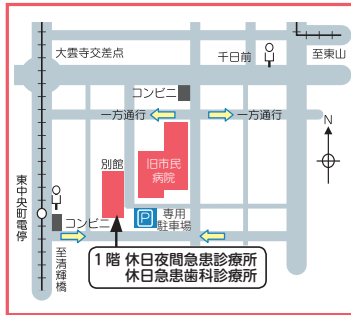 大雲寺交差点
千日前
至東山
コンビニ
一方通行
一方通行
N
別館
旧市民
病院
東中央町電停
コンビニ
P
専用
駐車場
至清輝橋
1階 休日夜間急患診療所
休日急患歯科診療所